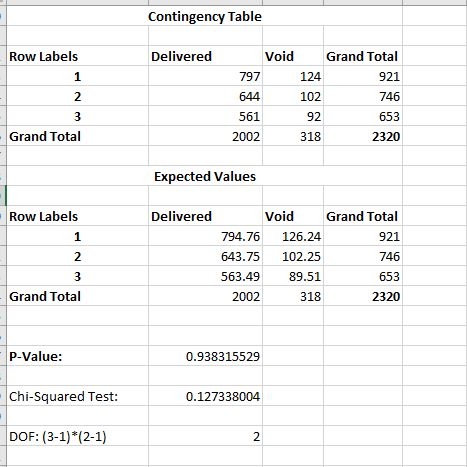 Contingency Table
Row Labels Delivered Void Grand Total
1 797 124 921
2 644 102 746
3 561 92 653
Grand Total 2002 318 2320
Expected Values
Row Labels Delivered Void Grand Total
1 794.76 126.24 921
2 643.75 102.25 746
3 563.49 89.51 653
Grand Total 2002 318 2320
P-Value: 0.938315529
Chi-Squared Test: 0.127338004
DOF: (3-1)*(2-1) 2